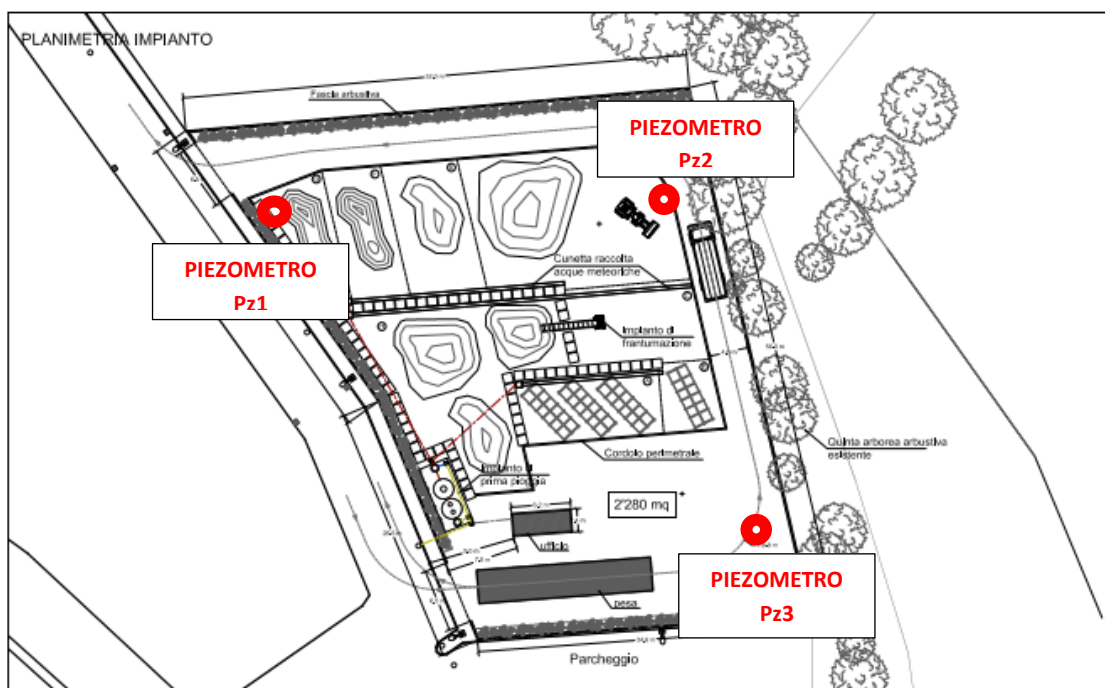 PLANIMETRIA IMPIANTO
Fascia arbustiva
PIEZOMETRO
Pz2
PIEZOMETRO
Pz1
Cunetta raccolta
acque meteoriche
Impianto di
frantumazione
Quinta arborea arbustiva
esistente
Cordolo perimetrale
Impianto di
prima pioggia
2'280 mq
ufficio
PIEZOMETRO
Pz3
pesa
Parcheggio